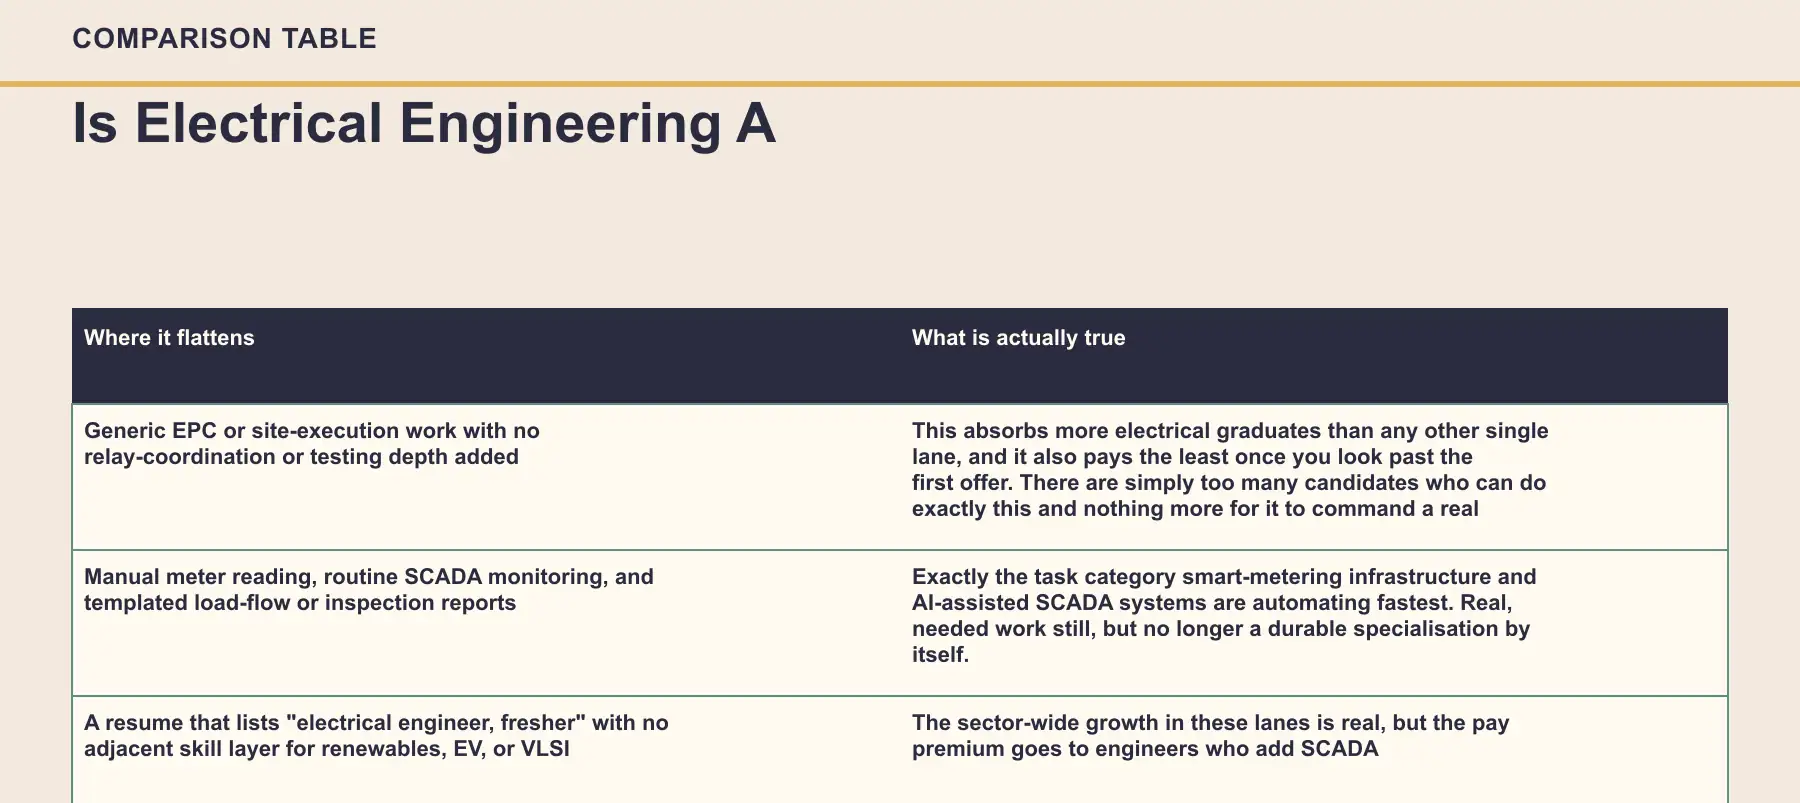 COMPARISON TABLE
Is Electrical Engineering A
Where it flattens
What is actually true
Generic EPC or site-execution work with no
relay-coordination or testing depth added
This absorbs more electrical graduates than any other single
lane, and it also pays the least once you look past the
first offer. There are simply too many candidates who can do
exactly this and nothing more for it to command a real
Manual meter reading, routine SCADA monitoring, and
templated load-flow or inspection reports
Exactly the task category smart-metering infrastructure and
AI-assisted SCADA systems are automating fastest. Real,
needed work still, but no longer a durable specialisation by
itself.
A resume that lists "electrical engineer, fresher" with no
adjacent skill layer for renewables, EV, or VLSI
The sector-wide growth in these lanes is real, but the pay
premium goes to engineers who add SCADA